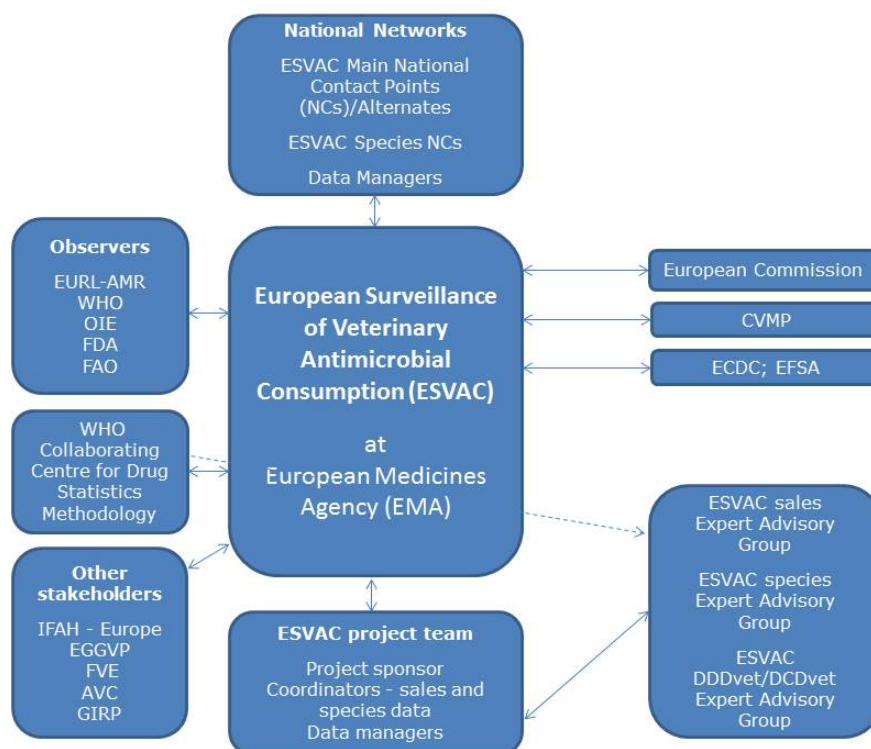 National Networks
ESVAC Main National
Contact Points
(NCs)/Alternates
ESVAC Species NCs
Data Managers
Observers
EURL-AMR
WHO
OIE
FDA
FAO
WHO
Collaborating
Centre for Drug
Statistics
Methodology
Other
stakeholders
IFAH - Europe
EGGVP
FVE
AVC
GIRP
European Surveillance
of Veterinary
Antimicrobial
Consumption (ESVAC)
at
European Medicines
Agency (EMA)
ESVAC project team
Project sponsor
Coordinators - sales and
species data
Data managers
European Commission
CVMP
ECDC; EFSA
ESVAC sales
Expert Advisory
Group
ESVAC species
Expert Advisory
Group
ESVAC
DDDvet/DCDvet
Expert Advisory
Group